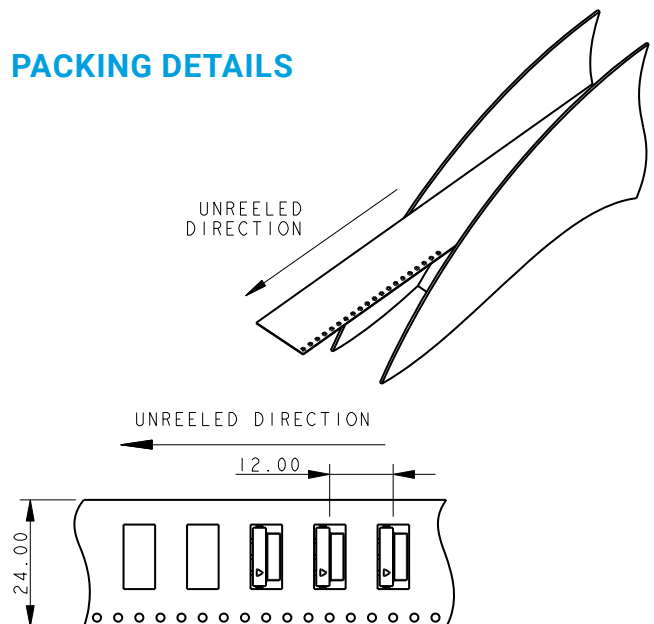 PACKING DETAILS
UNREELED
DIRECTION
UNREELED DIRECTION
12.00
24.00